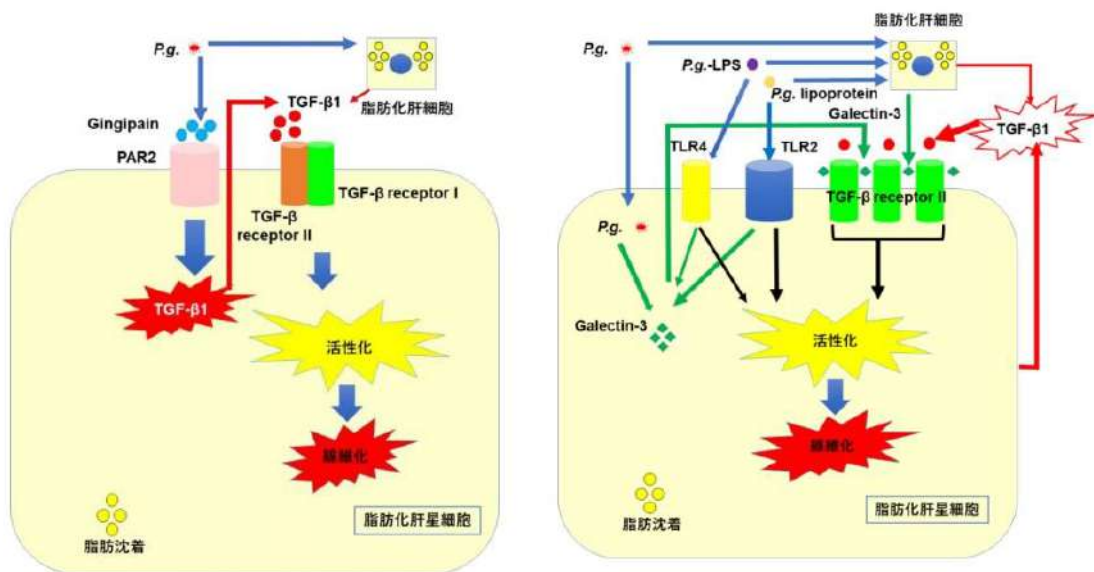 P.g.
脂肪化肝細胞
TGF-β1
Gingipain
PAR2
TGF-β receptor I
TGF-β
receptor II
TGF-β1
活性化
線維化
脂肪沈着
脂肪化肝星細胞
脂肪化肝細胞
P.g.
P.g.-LPS
P.g. lipoprotein
Galectin-3
TGF-β1
TLR4
TLR2
TGF-β receptor II
P.g.
Galectin-3
活性化
線維化
脂肪沈着
脂肪化肝星細胞